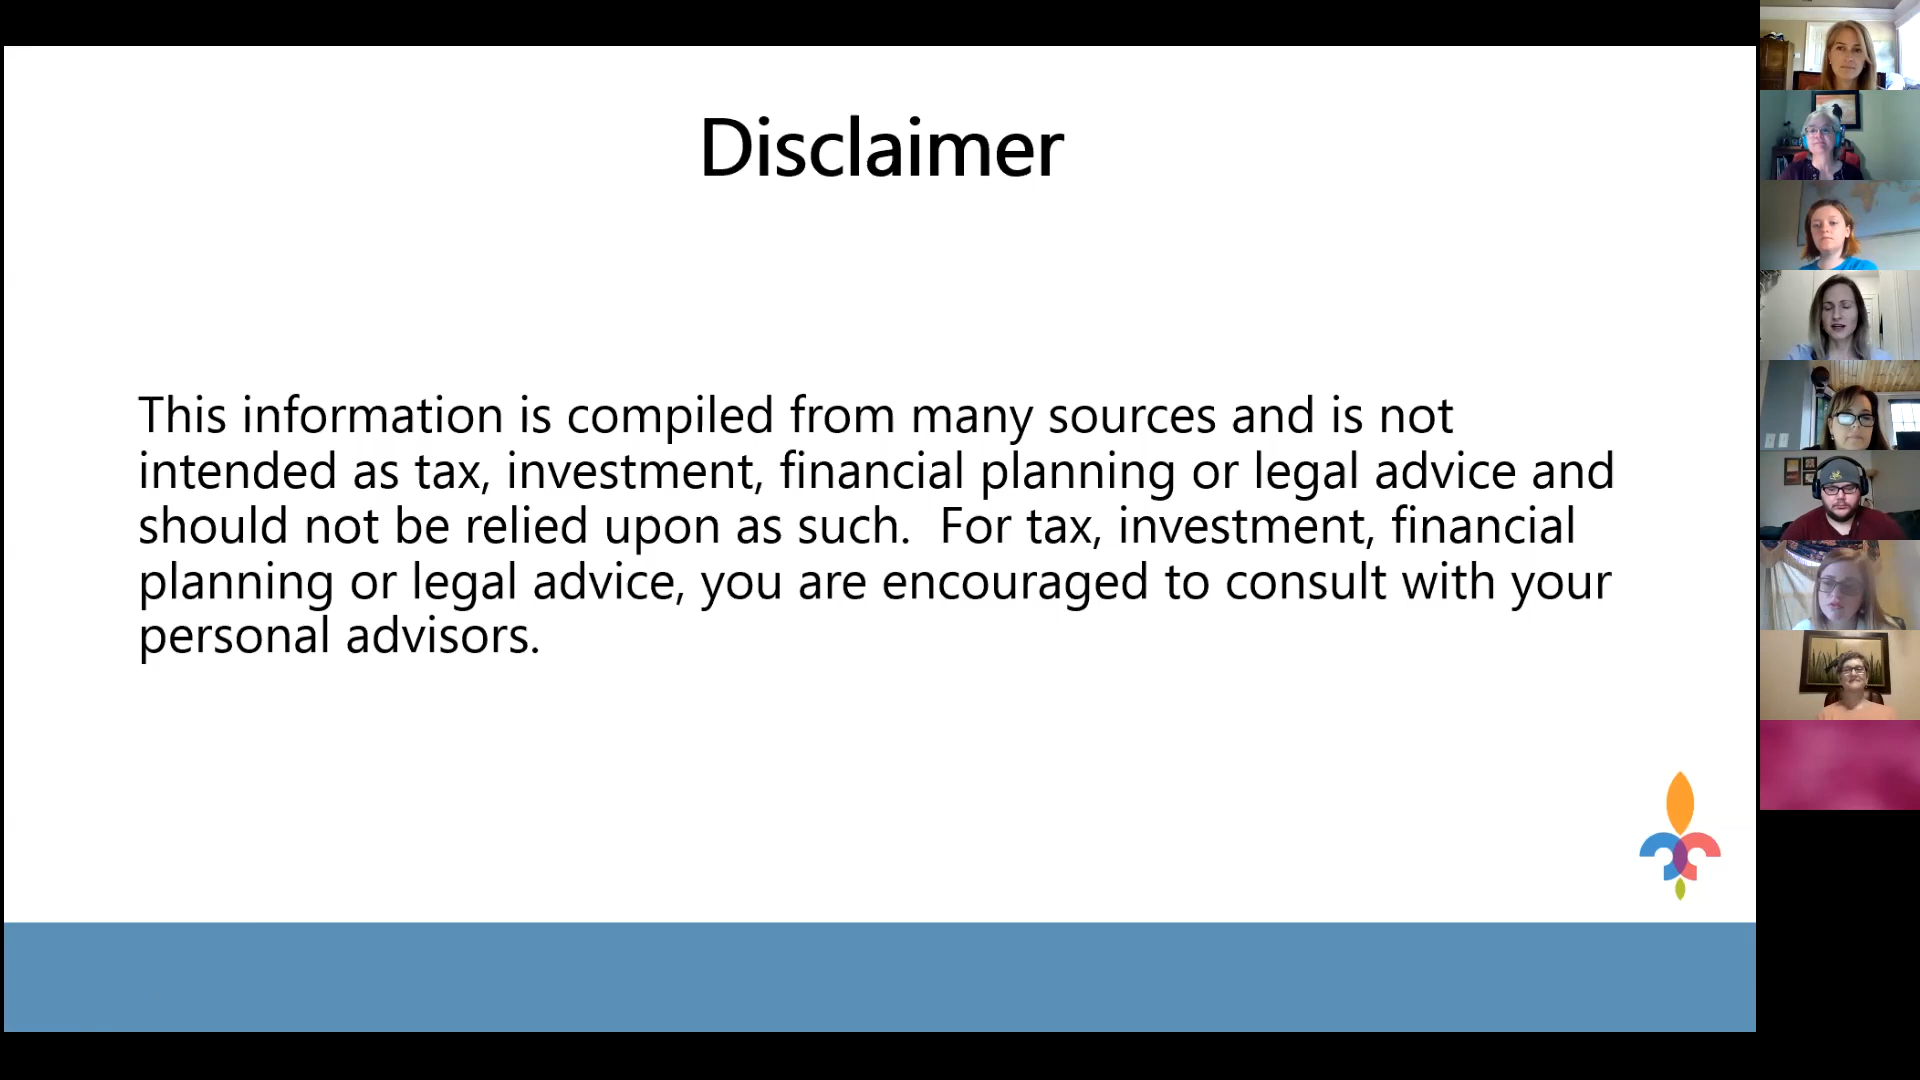 Disclaimer
This information is compiled from many sources and is not
intended as tax, investment, financial planning or legal advice and
should not be relied upon as such.  For tax, investment, financial
planning or legal advice, you are encouraged to consult with your
personal advisors.